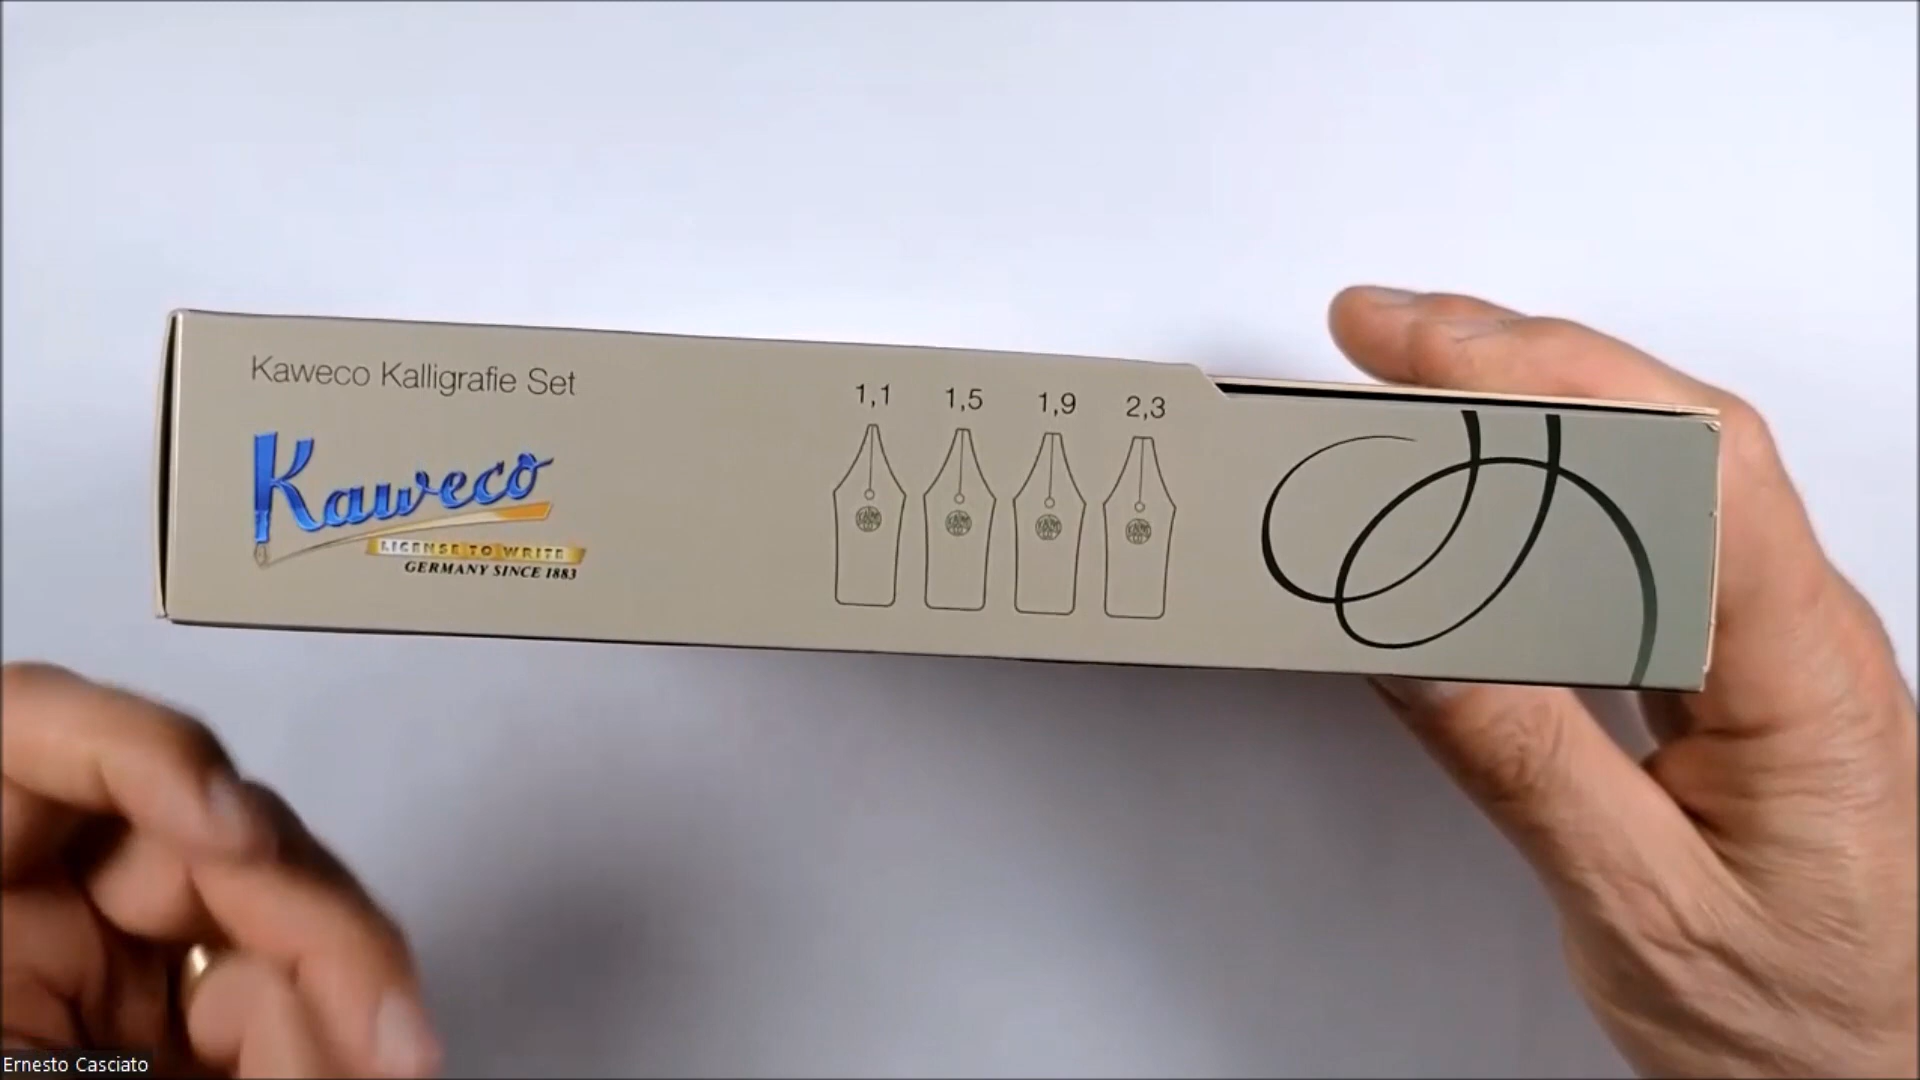 Kaweco Kalligrafie Set
1,1 1,5 1,9 2,3
Kaweco
LICENSE TO WRITE
GERMANY SINCE 1883
Ernesto Casciato